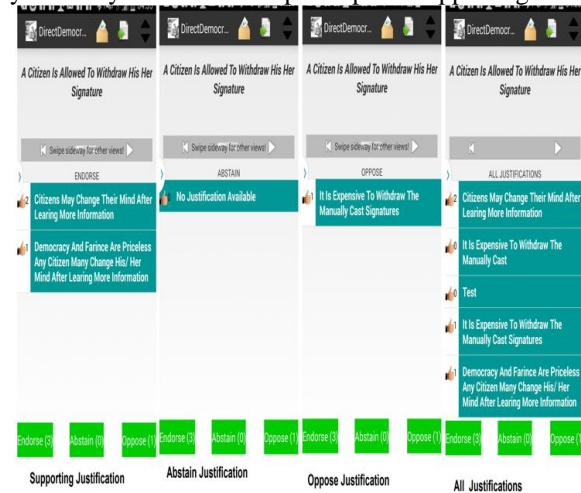 DirectDemocr...
A Citizen Is Allowed To Withdraw His Her
Signature
Swipe sideway for other views!
ENDORSE
2 Citizens May Change Their Mind After
Learing More Information
1 Democracy And Farince Are Priceless
Any Citizen Many Change His/ Her
Mind After Learing More Information
Endorse (3) Abstain (0) Oppose (1)
Supporting Justification
DirectDemocr...
A Citizen Is Allowed To Withdraw His Her
Signature
Swipe sideway for other views!
ABSTAIN
No Justification Available
Endorse (3) Abstain (0) Oppose (1)
Abstain Justification
DirectDemocr...
A Citizen Is Allowed To Withdraw His Her
Signature
Swipe sideway for other views!
OPPOSE
1 It Is Expensive To Withdraw The
Manually Cast Signatures
Endorse (3) Abstain (0) Oppose (1)
Oppose Justification
DirectDemocr...
A Citizen Is Allowed To Withdraw His Her
Signature
ALL JUSTIFICATIONS
2 Citizens May Change Their Mind After
Learing More Information
0 It Is Expensive To Withdraw The
Manually Cast
0 Test
1 It Is Expensive To Withdraw The
Manually Cast Signatures
1 Democracy And Farince Are Priceless
Any Citizen Many Change His/ Her
Mind After Learing More Information
Endorse (3) Abstain (0) Oppose (1
All Justifications